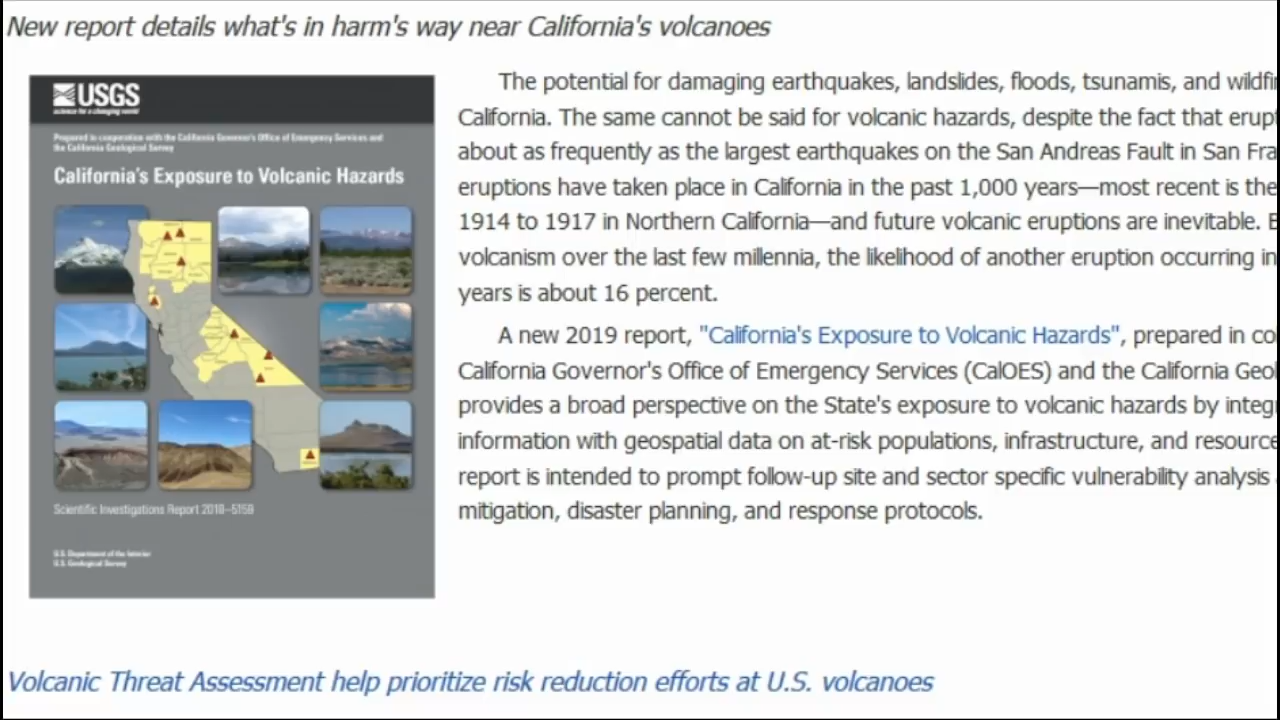 New report details what's in harm's way near California's volcanoes
USGS
science for a changing world
Prepared in cooperation with the California Governor's Office of Emergency Services and
the California Geological Survey
California's Exposure to Volcanic Hazards
Scientific Investigations Report 2018–5159
U.S. Department of the Interior
U.S. Geological Survey
The potential for damaging earthquakes, landslides, floods, tsunamis, and wildfi
California. The same cannot be said for volcanic hazards, despite the fact that erupt
about as frequently as the largest earthquakes on the San Andreas Fault in San Fra
eruptions have taken place in California in the past 1,000 years—most recent is the
1914 to 1917 in Northern California—and future volcanic eruptions are inevitable. B
volcanism over the last few millennia, the likelihood of another eruption occurring in
years is about 16 percent.
A new 2019 report, "California's Exposure to Volcanic Hazards", prepared in co
California Governor's Office of Emergency Services (CalOES) and the California Geol
provides a broad perspective on the State's exposure to volcanic hazards by integr
information with geospatial data on at-risk populations, infrastructure, and resource
report is intended to prompt follow-up site and sector specific vulnerability analysis
mitigation, disaster planning, and response protocols.
Volcanic Threat Assessment help prioritize risk reduction efforts at U.S. volcanoes